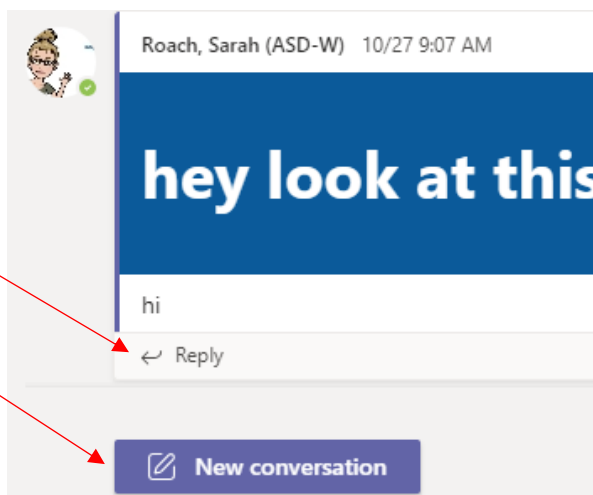 Roach, Sarah (ASD-W) 10/27 9:07 AM
hey look at this
hi
Reply
New conversation